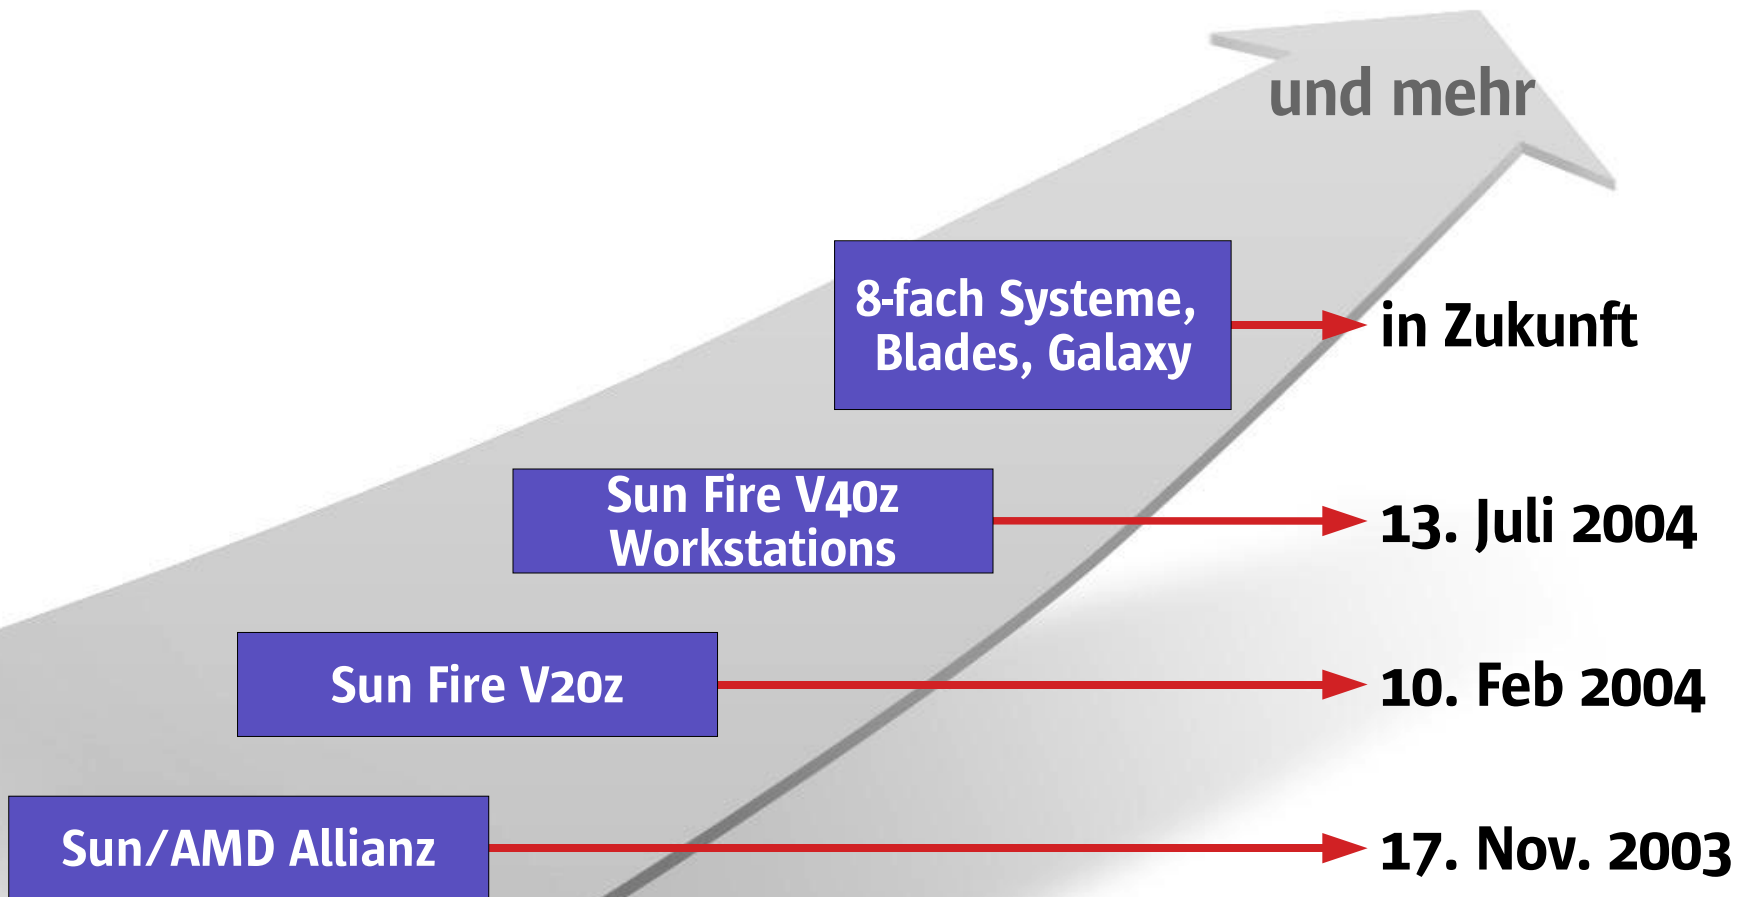 und mehr
8-fach Systeme,
Blades, Galaxy
in Zukunft
Sun Fire V40z
Workstations
13. Juli 2004
Sun Fire V20z
10. Feb 2004
Sun/AMD Allianz
17. Nov. 2003